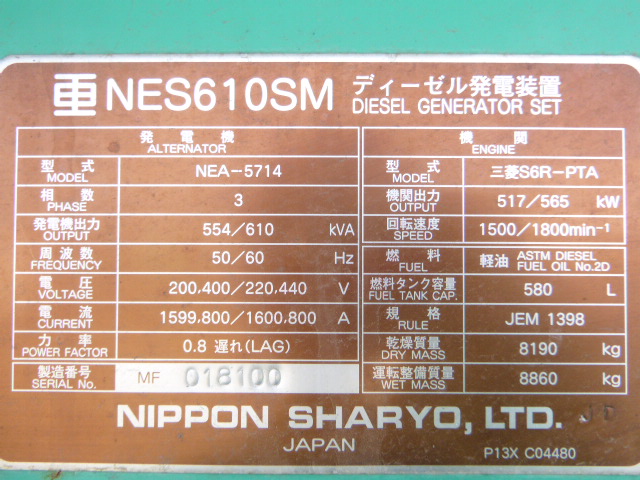 NES610SM ディーゼル発電装置
DIESEL GENERATOR SET
発電機
ALTERNATOR
型式 NEA-5714
MODEL
相数 3
PHASE
発電機出力 554/610 kVA
OUTPUT
周波数 50/60 Hz
FREQUENCY
電圧 200,400/220,440 V
VOLTAGE
電流 1599,800/1600,800 A
CURRENT
力率 0.8 遅れ(LAG)
POWER FACTOR
製造番号 MF 018100
SERIAL No.
機関
ENGINE
型式 三菱S6R-PTA
MODEL
機関出力 517/565 kW
OUTPUT
回転速度 1500/1800min⁻¹
SPEED
燃料 軽油 ASTM DIESEL
FUEL FUEL OIL No.2D
燃料タンク容量 580 L
FUEL TANK CAP.
規格 JEM 1398
RULE
乾燥質量 8190 kg
DRY MASS
運転整備質量 8860 kg
WET MASS
NIPPON SHARYO, LTD.
JAPAN
P13X C04480